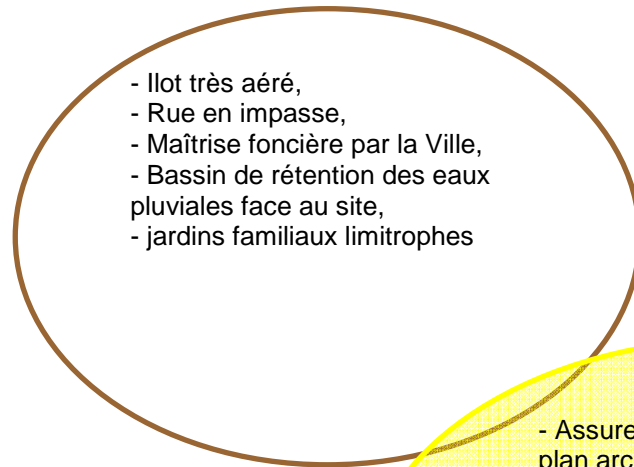 - Ilot très aéré,
- Rue en impasse,
- Maîtrise foncière par la Ville,
- Bassin de rétention des eaux
pluviales face au site,
- jardins familiaux limitrophes
- Assure
plan arc